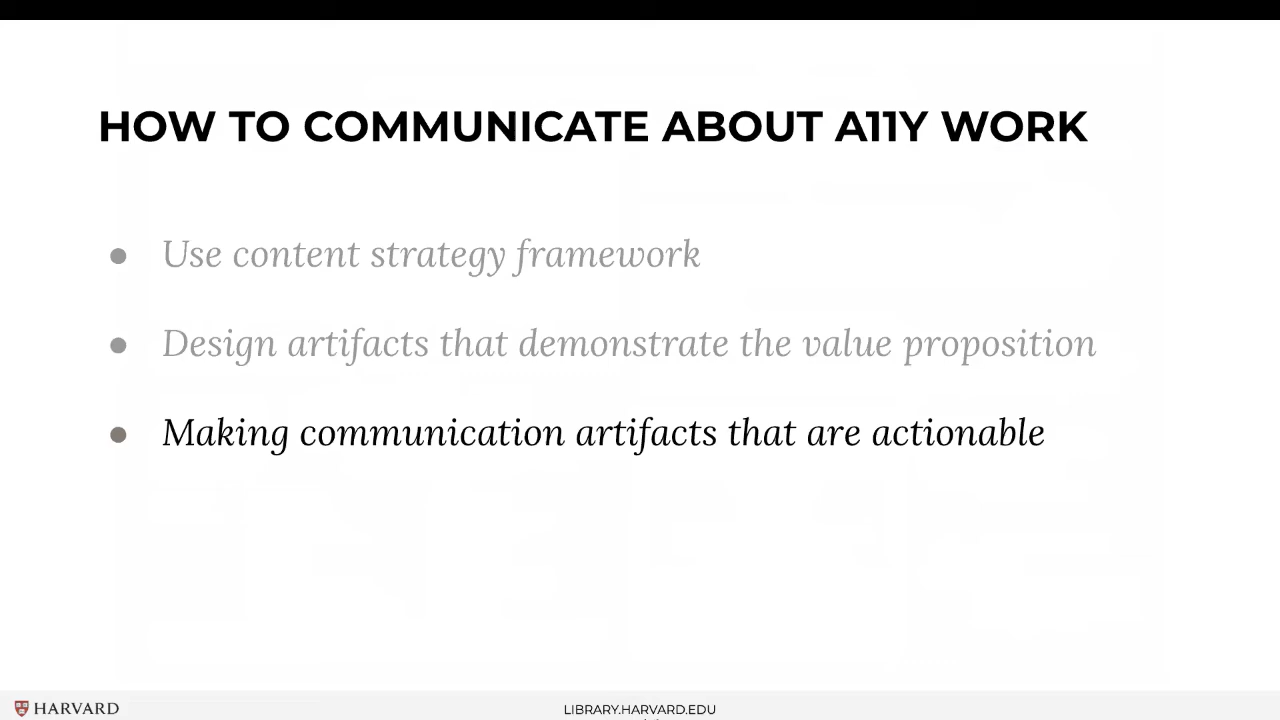 HOW TO COMMUNICATE ABOUT A11Y WORK
● Use content strategy framework
● Design artifacts that demonstrate the value proposition
● Making communication artifacts that are actionable
HARVARD
LIBRARY.HARVARD.EDU